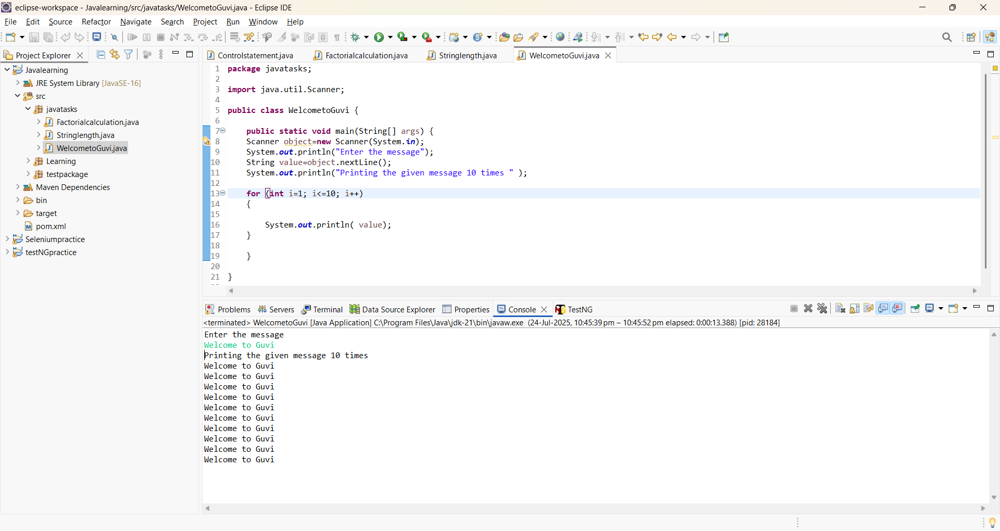 eclipse-workspace - Javalearning/src/javatasks/WelcometoGuvi.java - Eclipse IDE
File Edit Source Refactor Navigate Search Project Run Window Help
Project Explorer
Javalearning
JRE System Library [JavaSE-16]
src
javatasks
Factorialcalculation.java
Stringlength.java
WelcometoGuvi.java
Learning
testpackage
Maven Dependencies
bin
target
pom.xml
Seleniumpractice
testNGpractice
Controlstatement.java Factorialcalculation.java Stringlength.java WelcometoGuvi.java
1 package javatasks;
2
3 import java.util.Scanner;
4
5 public class WelcometoGuvi {
6
7 public static void main(String[] args) {
8 Scanner object=new Scanner(System.in);
9 System.out.println("Enter the message");
10 String value=object.nextLine();
11 System.out.println("Printing the given message 10 times " );
12
13 for (int i=1; i<=10; i++)
14 {
15
16 System.out.println( value);
17 }
18
19 }
20
21 }
Problems Servers Terminal Data Source Explorer Properties Console TestNG
<terminated> WelcometoGuvi [Java Application] C:\Program Files\Java\jdk-21\bin\javaw.exe (24-Jul-2025, 10:45:39 pm – 10:45:52 pm elapsed: 0:00:13.388) [pid: 28184]
Enter the message
Welcome to Guvi
Printing the given message 10 times
Welcome to Guvi
Welcome to Guvi
Welcome to Guvi
Welcome to Guvi
Welcome to Guvi
Welcome to Guvi
Welcome to Guvi
Welcome to Guvi
Welcome to Guvi
Welcome to Guvi